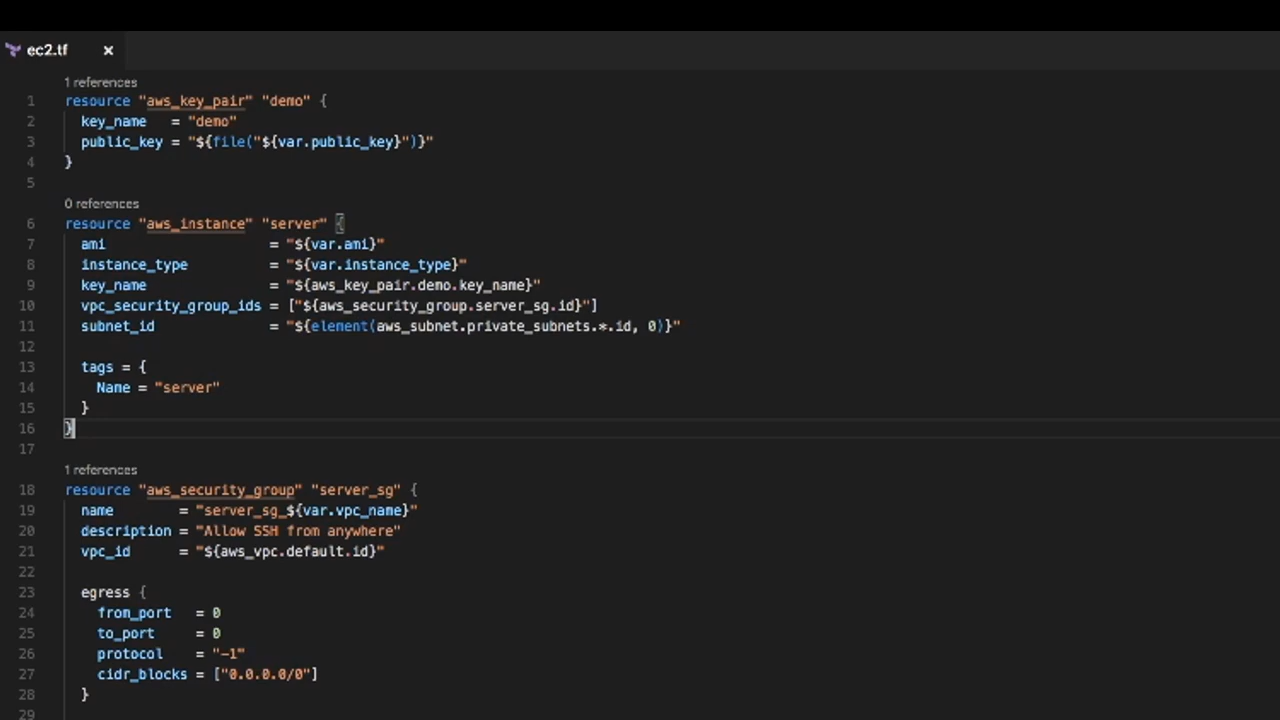 ec2.tf ×
1 references
1 resource "aws_key_pair" "demo" {
2   key_name   = "demo"
3   public_key = "${file("${var.public_key}")}"
4 }
5
0 references
6 resource "aws_instance" "server" {
7   ami                    = "${var.ami}"
8   instance_type          = "${var.instance_type}"
9   key_name               = "${aws_key_pair.demo.key_name}"
10   vpc_security_group_ids = ["${aws_security_group.server_sg.id}"]
11   subnet_id              = "${element(aws_subnet.private_subnets.*.id, 0)}"
12
13   tags = {
14     Name = "server"
15   }
16 }
17
1 references
18 resource "aws_security_group" "server_sg" {
19   name        = "server_sg_${var.vpc_name}"
20   description = "Allow SSH from anywhere"
21   vpc_id      = "${aws_vpc.default.id}"
22
23   egress {
24     from_port   = 0
25     to_port     = 0
26     protocol    = "-1"
27     cidr_blocks = ["0.0.0.0/0"]
28   }
29